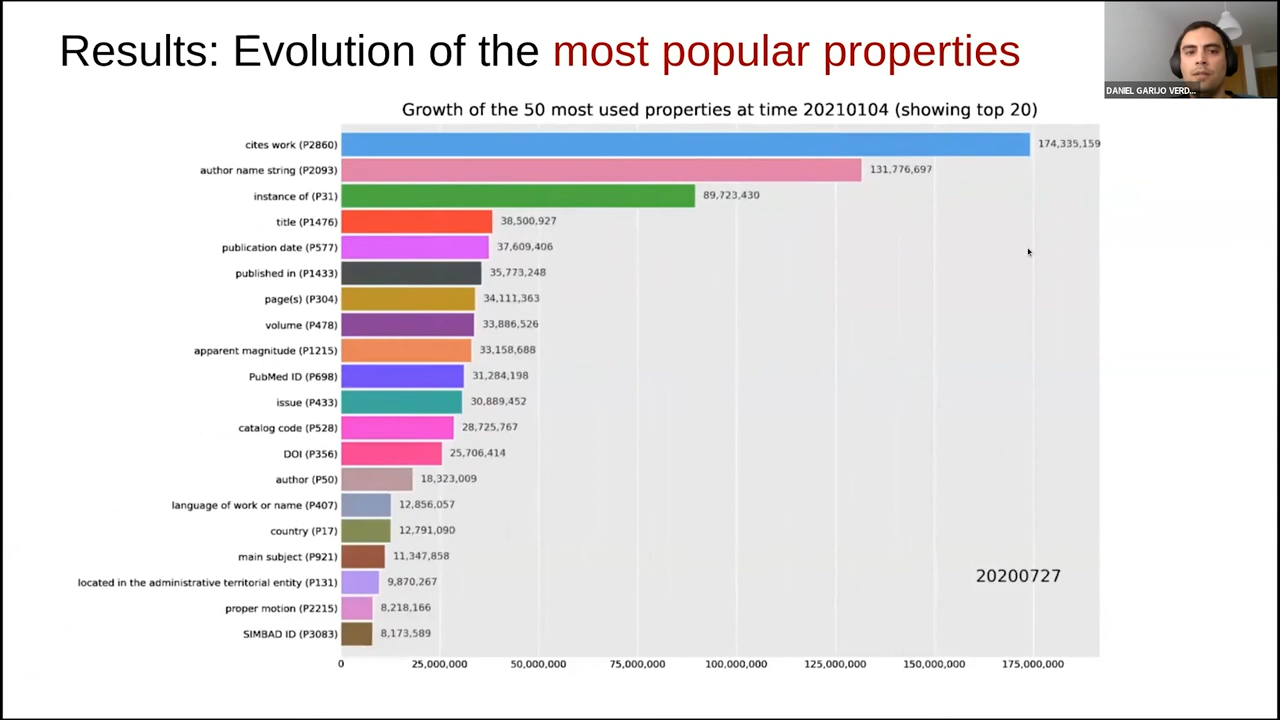 Results: Evolution of the most popular properties
DANIEL GARIJO VERD...
Growth of the 50 most used properties at time 20210104 (showing top 20)
cites work (P2860) 174,335,159
author name string (P2093) 131,776,697
instance of (P31) 89,723,430
title (P1476) 38,500,927
publication date (P577) 37,609,406
published in (P1433) 35,773,248
page(s) (P304) 34,111,363
volume (P478) 33,886,526
apparent magnitude (P1215) 33,158,688
PubMed ID (P698) 31,284,198
issue (P433) 30,889,452
catalog code (P528) 28,725,767
DOI (P356) 25,706,414
author (P50) 18,323,009
language of work or name (P407) 12,856,057
country (P17) 12,791,090
main subject (P921) 11,347,858
located in the administrative territorial entity (P131) 9,870,267
20200727
proper motion (P2215) 8,218,166
SIMBAD ID (P3083) 8,173,589
0 25,000,000 50,000,000 75,000,000 100,000,000 125,000,000 150,000,000 175,000,000